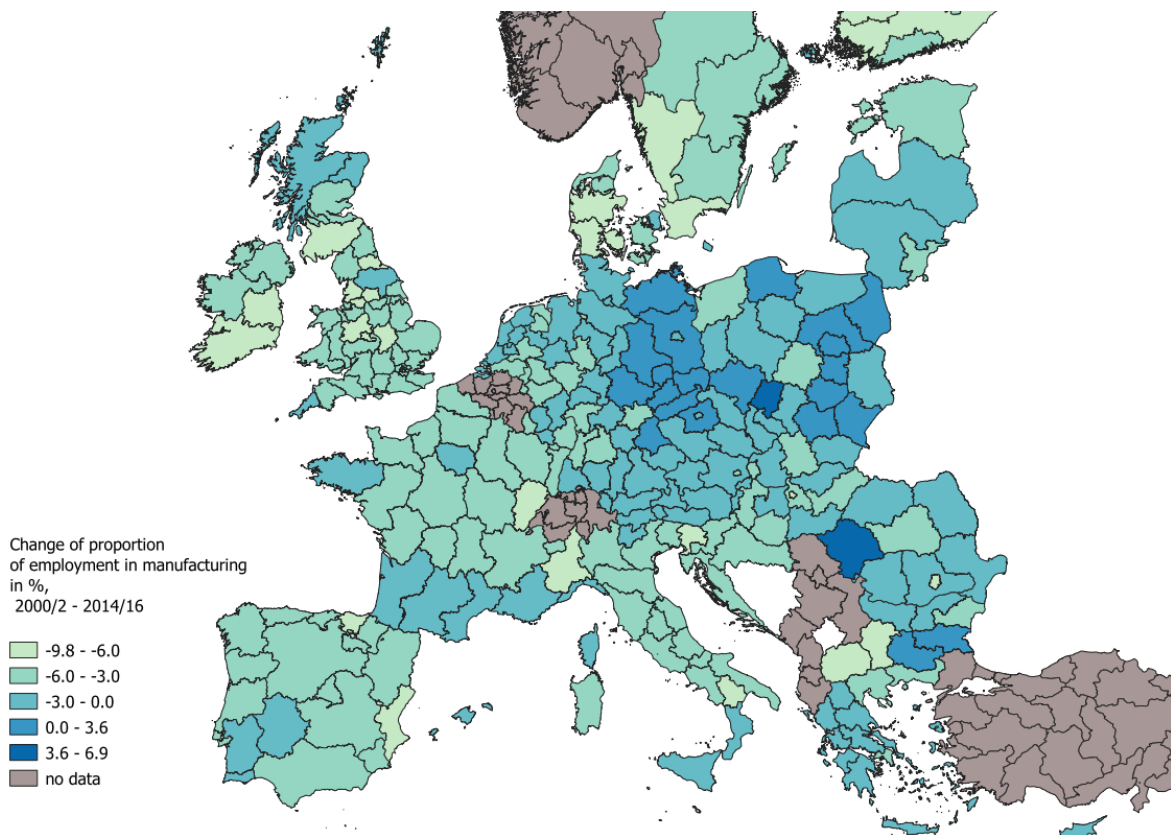 Change of proportion
of employment in manufacturing
in %,
2000/2 - 2014/16
-9.8 - -6.0
-6.0 - -3.0
-3.0 - 0.0
0.0 - 3.6
3.6 - 6.9
no data